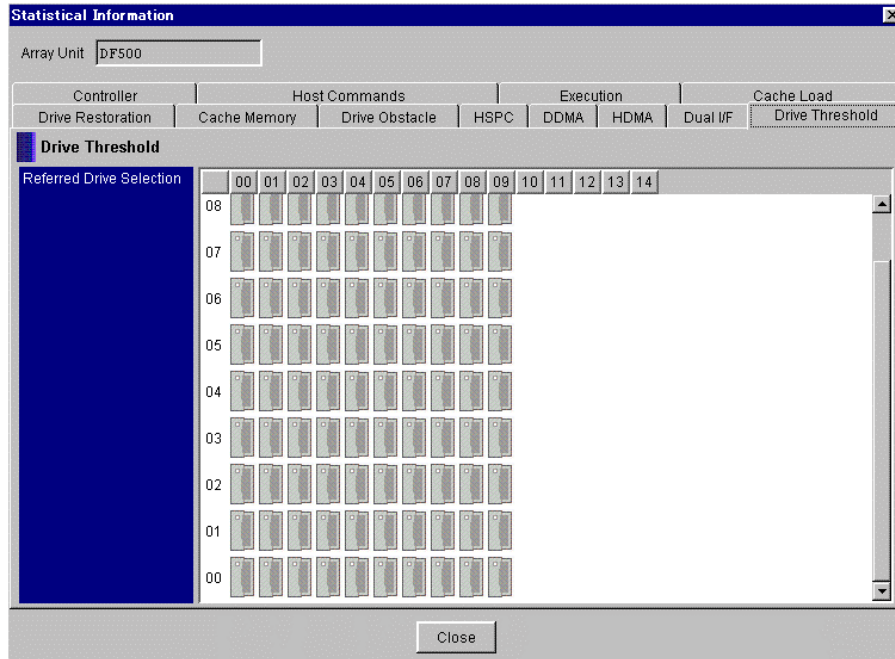 Statistical Information
Array Unit DF500
Controller Host Commands Execution Cache Load
Drive Restoration Cache Memory Drive Obstacle HSPC DDMA HDMA Dual I/F Drive Threshold
Drive Threshold
Referred Drive Selection
00 01 02 03 04 05 06 07 08 09 10 11 12 13 14
08
07
06
05
04
03
02
01
00
Close